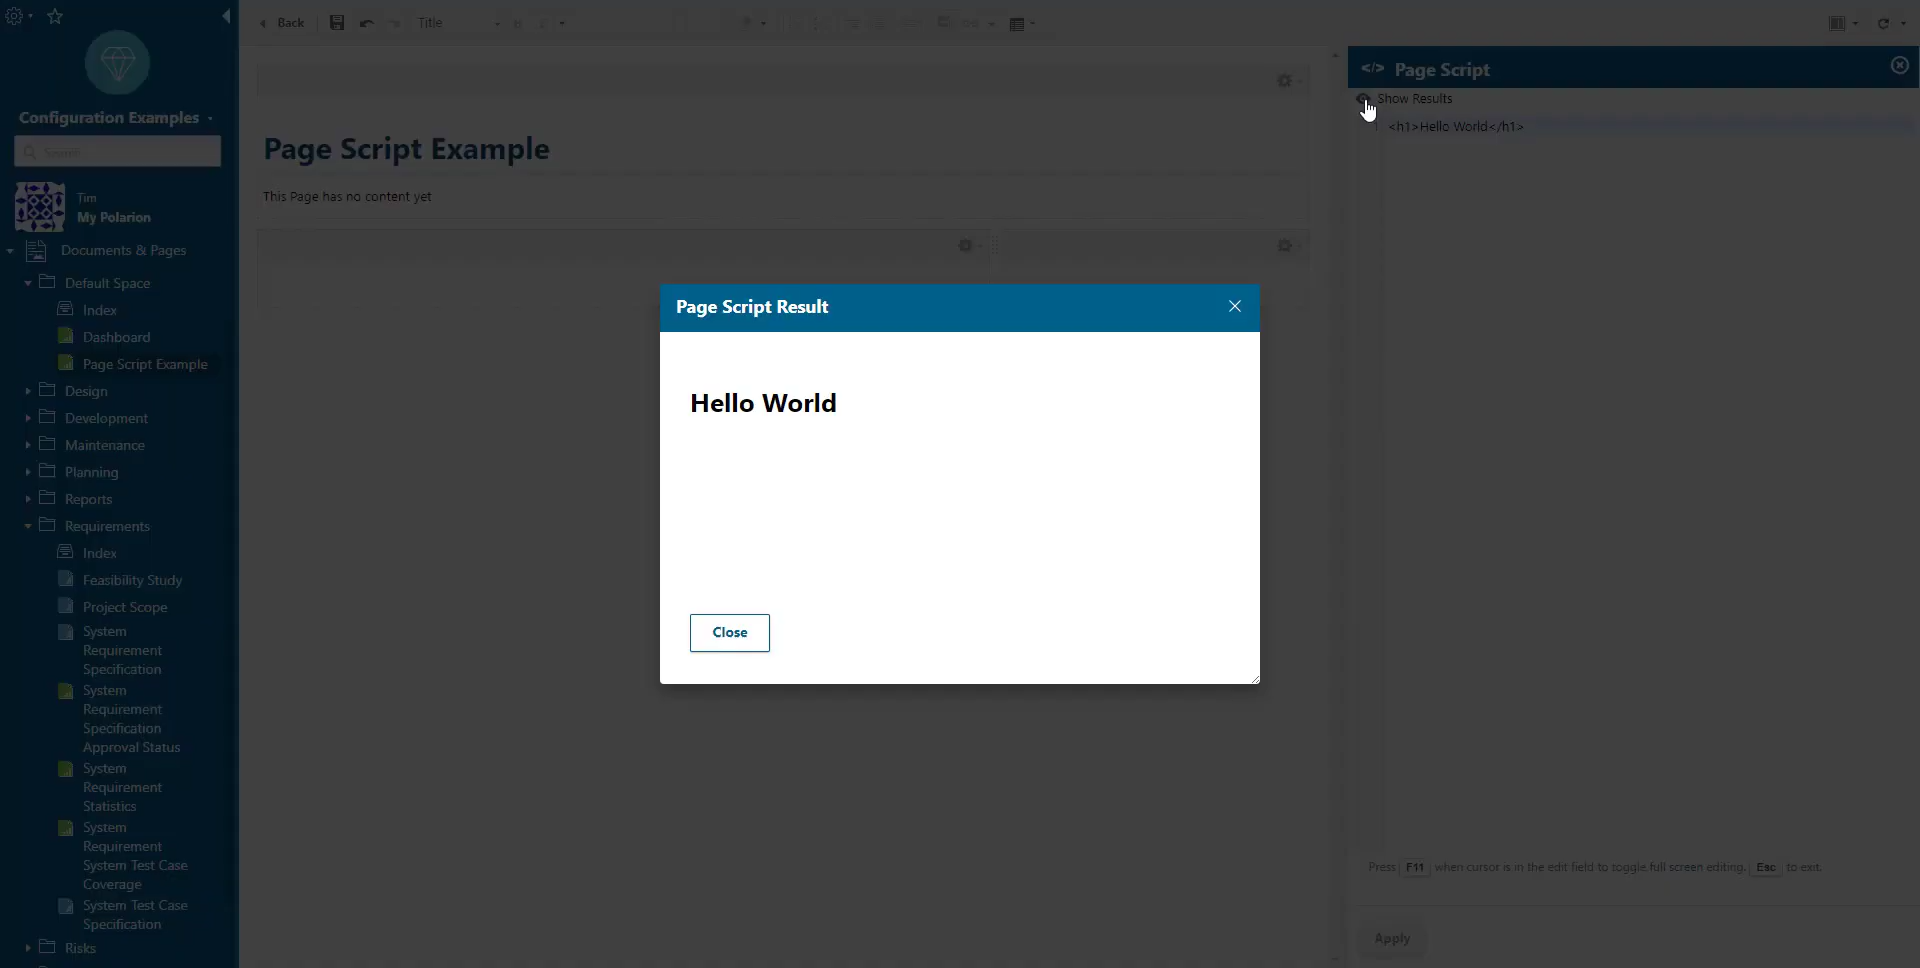 Back
Title
Configuration Examples
Search...
Tim
My Polarion
Documents & Pages
Default Space
Index
Dashboard
Page Script Example
Design
Development
Maintenance
Planning
Reports
Requirements
Index
Feasibility Study
Project Scope
System
Requirement
Specification
System
Requirement
Specification
Approval Status
System
Requirement
Statistics
System
Requirement
System Test Case
Coverage
System Test Case
Specification
Risks
Page Script Example
This Page has no content yet
Page Script Result
Hello World
Close
</> Page Script
Show Results
1 <h1>Hello World</h1>
Press F11 when cursor is in the edit field to toggle full screen editing, Esc to exit.
Apply